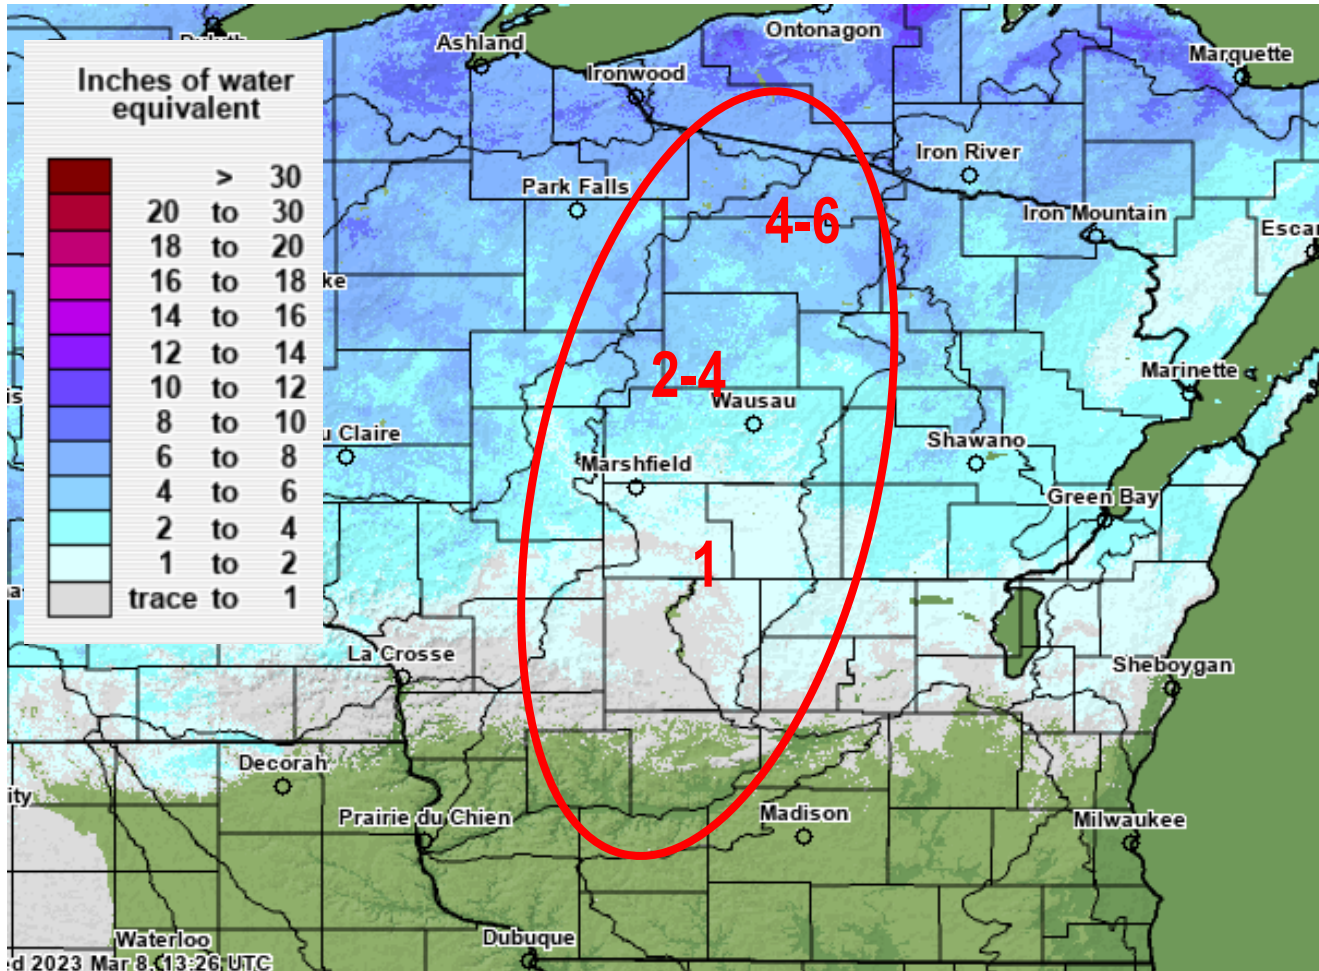 Ontonagon
Ashland
Marquette
Ironwood
Inches of water
equivalent
Iron River
> 30
Park Falls
20 to 30
4-6
Iron Mountain
18 to 20
16 to 18
ke
14 to 16
12 to 14
2-4
Marinette
10 to 12
Wausau
8 to 10
u Claire
Shawano
6 to 8
Marshfield
4 to 6
Green Bay
2 to 4
1 to 2
1
trace to 1
La Crosse
Sheboygan
Decorah
ity
Prairie du Chien
Madison
Milwaukee
Waterloo
Dubuque
d 2023 Mar 8, 13:26 UTC